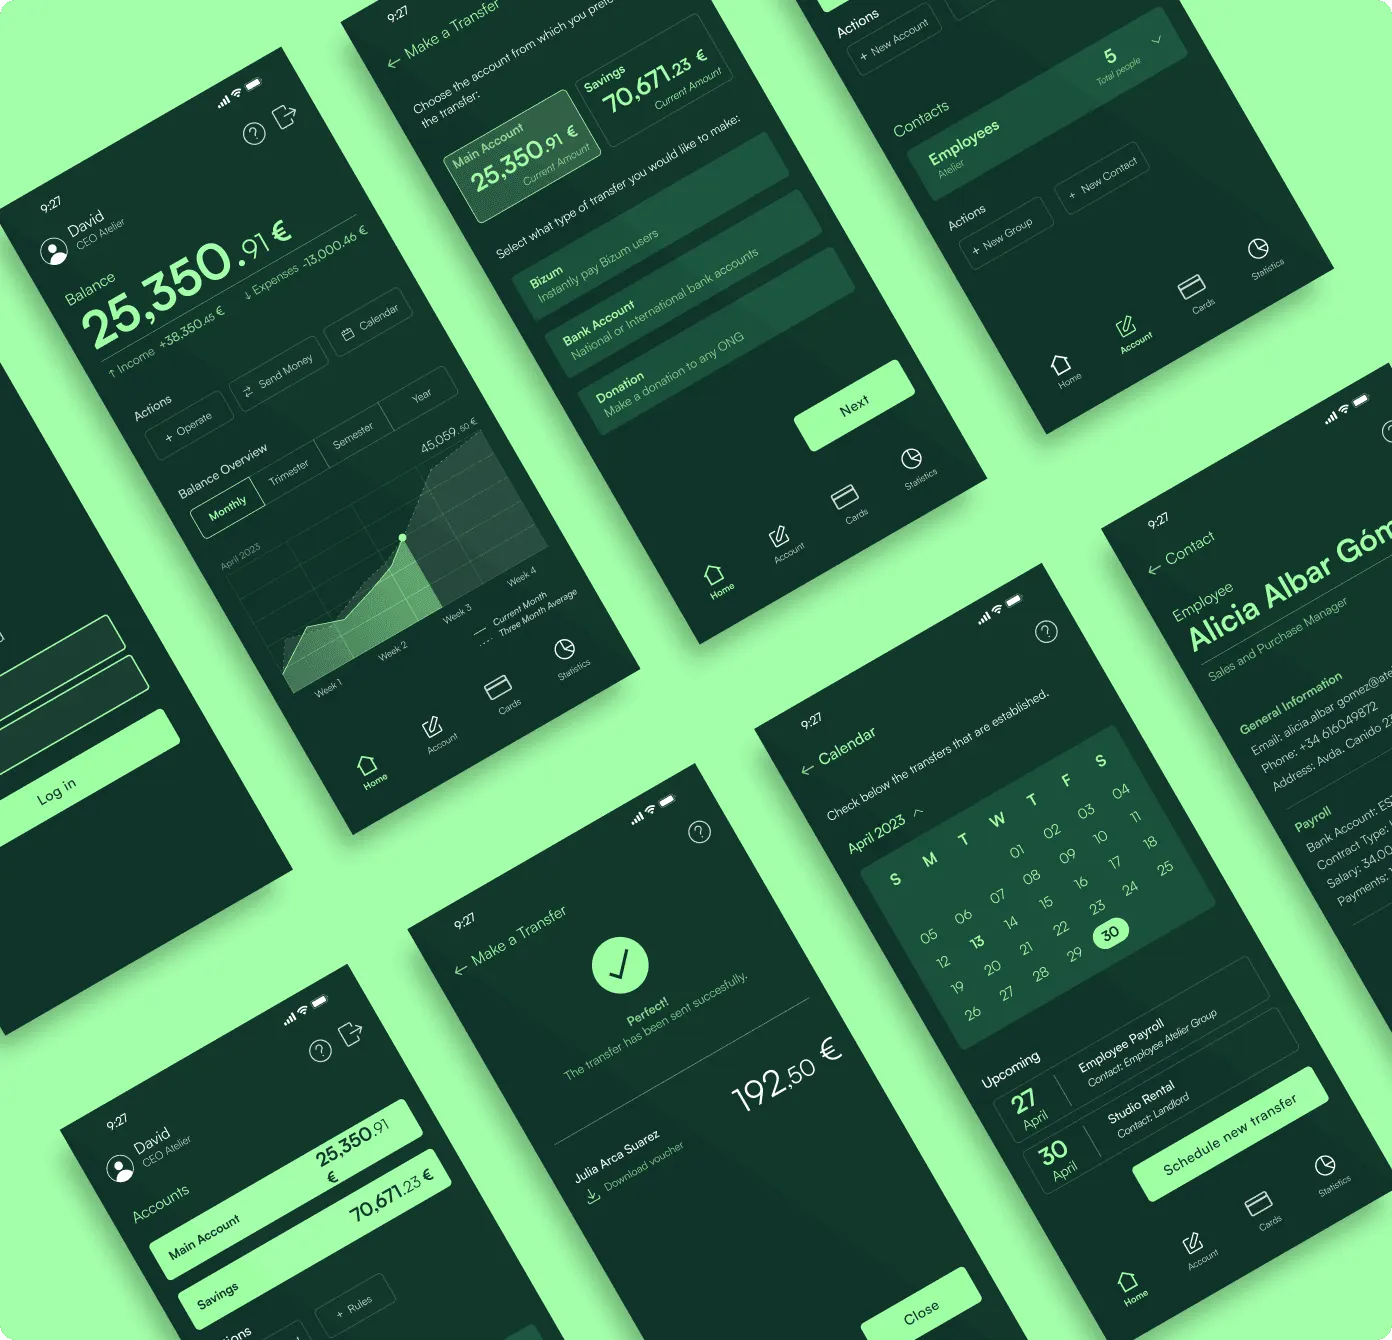 9:27
David
CEO Atelier
Balance
25,350.91 €
↑ Income +38,350.45 €
↓ Expenses -13,000.46 €
Actions
+ Operate
Send Money
Calendar
Balance Overview
Monthly
Trimester
Semester
Year
April 2023
45,059.50 €
Week 1
Week 2
Week 3
Week 4
Current Month
Three Month Average
Home
Account
Cards
Statistics
9:27
← Make a Transfer
Choose the account from which you
the transfer:
Main Account
25,350.91 €
Current Amount
Savings
70,671.23 €
Current Amount
Select what type of transfer you would like to make:
Bizum
Instantly pay Bizum users
Bank Account
National or International bank accounts
Donation
Make a donation to any ONG
Next
Home
Account
Cards
Statistics
Actions
+ New Account
Contacts
Employees
Atelier
5
Total people
Actions
+ New Group
+ New Contact
Home
Account
Cards
Statistics
Log in
9:27
David
CEO Atelier
Accounts
Main Account
25,350.91
€
Savings
70,671.23 €
+ Rules
9:27
← Make a Transfer
Perfect!
The transfer has been sent succesfully.
192.50 €
Julia Arca Suarez
Download voucher
Close
9:27
← Calendar
Check below the transfers that are established.
April 2023
S M T W T F S
01 02 03 04
05 06 07 08 09 10 11
12 13 14 15 16 17 18
19 20 21 22 23 24 25
26 27 28 29 30
Upcoming
27
April
Employee Payroll
Contact: Employee Atelier Group
30
April
Studio Rental
Contact: Landlord
Schedule new transfer
Home
Account
Cards
Statistics
9:27
← Contact
Employee
Alicia Albar Góm
Sales and Purchase Manager
General Information
Email: alicia.albar gomez@ate
Phone: +34 616049872
Address: Avda. Canido
Payroll
Bank Account: ES
Contract Type:
Salary: 34.00
Payments: